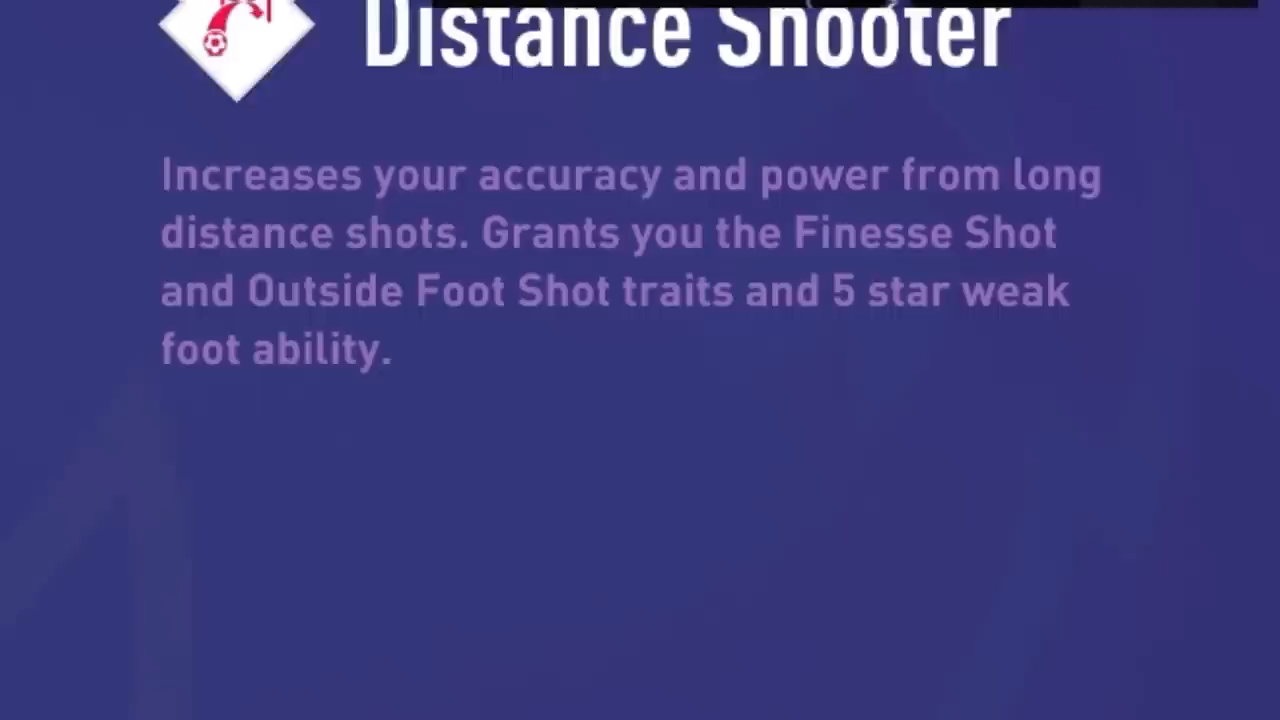 Distance Shooter
Increases your accuracy and power from long
distance shots. Grants you the Finesse Shot
and Outside Foot Shot traits and 5 star weak
foot ability.